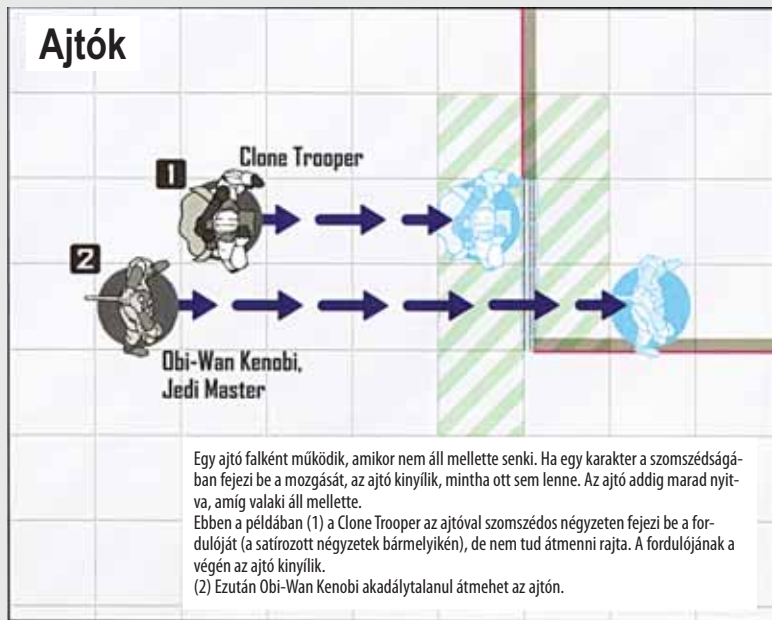 Ajtók
1
Clone Trooper
2
Obi-Wan Kenobi,
Jedi Master
Egy ajtó falként működik, amikor nem áll mellette senki. Ha egy karakter a szomszédságá-
ban fejezi be a mozgását, az ajtó kinyílik, mintha ott sem lenne. Az ajtó addig marad nyit-
va, amíg valaki áll mellette.
Ebben a példában (1) a Clone Trooper az ajtóval szomszédos négyzeten fejezi be a for-
dulóját (a satírozott négyzetek bármelyikén), de nem tud átmenni rajta. A fordulójának a
végén az ajtó kinyílik.
(2) Ezután Obi-Wan Kenobi akadálytalanul átmehet az ajtón.